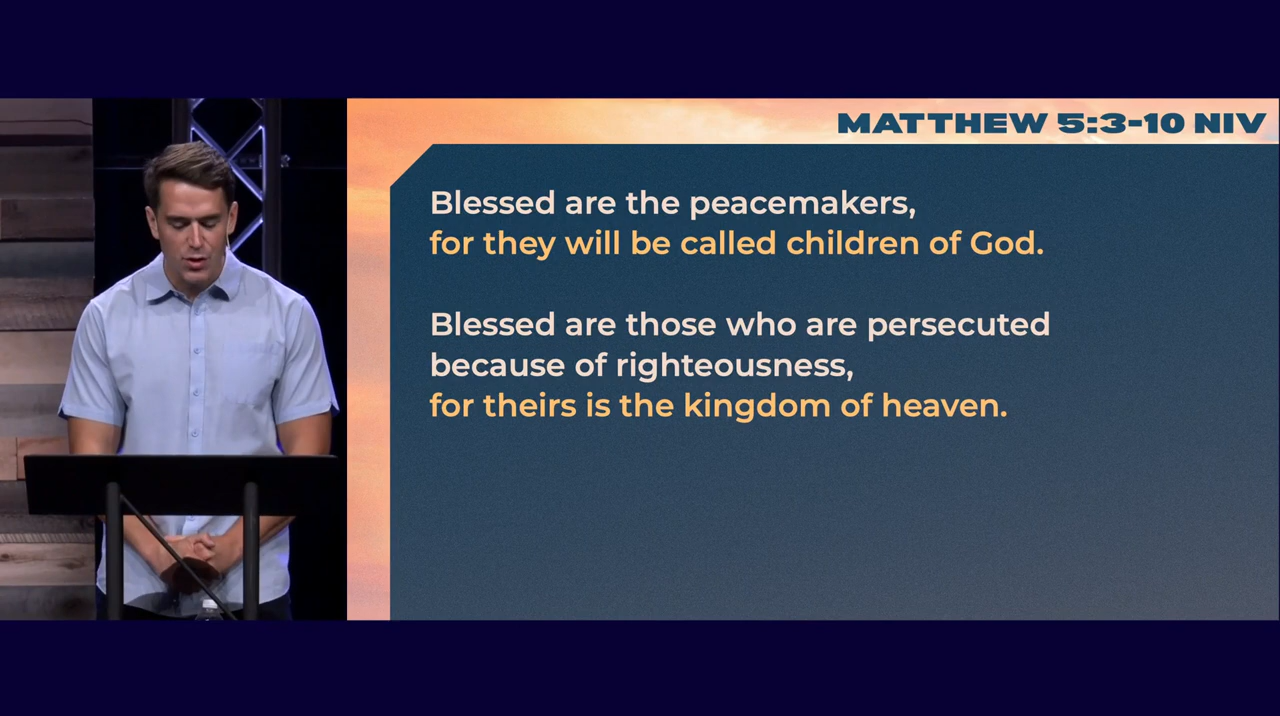 MATTHEW 5:3-10 NIV
Blessed are the peacemakers,
for they will be called children of God.
Blessed are those who are persecuted
because of righteousness,
for theirs is the kingdom of heaven.